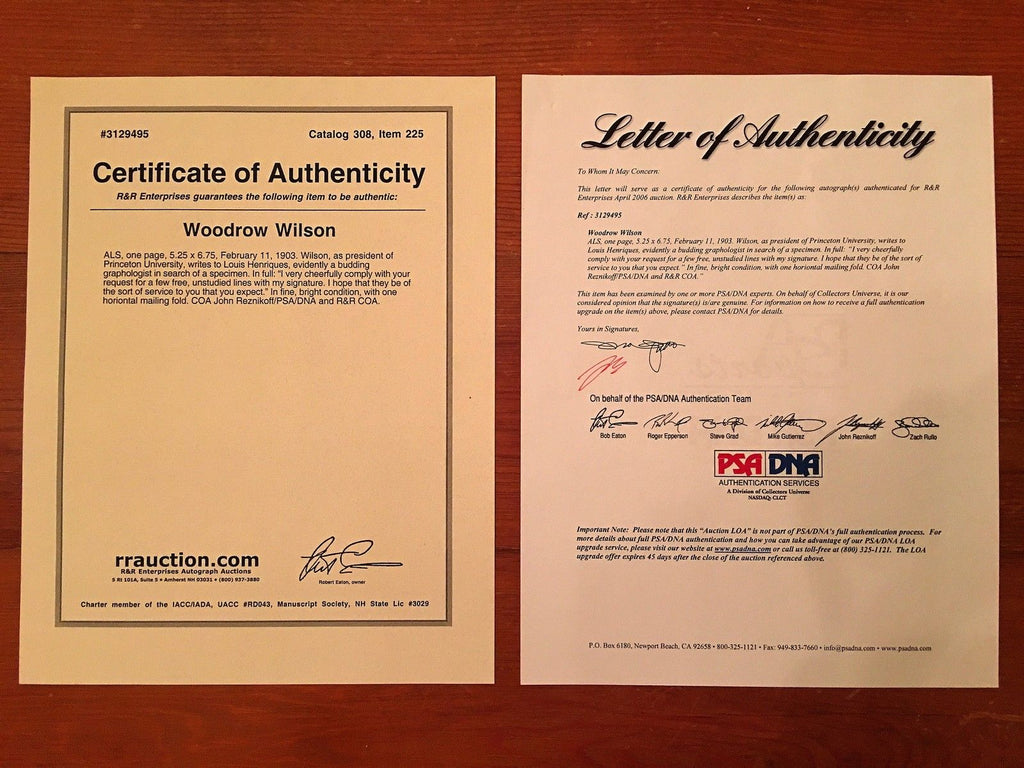 #3129495 Catalog 308, Item 225
Certificate of Authenticity
R&R Enterprises guarantees the following item to be authentic:
Woodrow Wilson
ALS, one page, 5.25 x 6.75, February 11, 1903. Wilson, as president of
Princeton University, writes to Louis Henriques, evidently a budding
graphologist in search of a specimen. In full: "I very cheerfully comply with your
request for a few free, unstudied lines with my signature. I hope that they be of
the sort of service to you that you expect." In fine, bright condition, with one
horiontal mailing fold. COA John Reznikoff/PSA/DNA and R&R COA.
rrauction.com
R&R Enterprises Autograph Auctions
5 Rt 101A, Suite 5 • Amherst NH 03031 • (800) 937-3880
Robert Eaton, owner
Charter member of the IACC/IADA, UACC #RD043, Manuscript Society, NH State Lic #3029
Letter of Authenticity
To Whom It May Concern:
This letter will serve as a certificate of authenticity for the following autograph(s) authenticated for R&R
Enterprises April 2006 auction. R&R Enterprises describes the item(s) as:
Ref : 3129495
Woodrow Wilson
ALS, one page, 5.25 x 6.75, February 11, 1903. Wilson, as president of Princeton University, writes to
Louis Henriques, evidently a budding graphologist in search of a specimen. In full: "I very cheerfully
comply with your request for a few free, unstudied lines with my signature. I hope that they be of the sort of
service to you that you expect." In fine, bright condition, with one horiontal mailing fold. COA John
Reznikoff/PSA/DNA and R&R COA. "
This item has been examined by one or more PSA/DNA experts. On behalf of Collectors Universe, it is our
considered opinion that the signature(s) is/are genuine. For information on how to receive a full authentication
upgrade on the item(s) above, please contact PSA/DNA for details.
Yours in Signatures,
On behalf of the PSA/DNA Authentication Team
Bob Eaton Roger Epperson Steve Grad Mike Gutierrez John Reznikoff Zach Rullo
PSA DNA
AUTHENTICATION SERVICES
A Division of Collectors Universe
NASDAQ: CLCT
Important Note: Please note that this "Auction LOA" is not part of PSA/DNA's full authentication process. For
more details about full PSA/DNA authentication and how you can take advantage of our PSA/DNA LOA
upgrade service, please visit our website at www.psadna.com or call us toll-free at (800) 325-1121. The LOA
upgrade offer expires 45 days after the close of the auction referenced above.
P.O. Box 6180, Newport Beach, CA 92658 • 800-325-1121 • Fax: 949-833-7660 • info@psadna.com • www.psadna.com